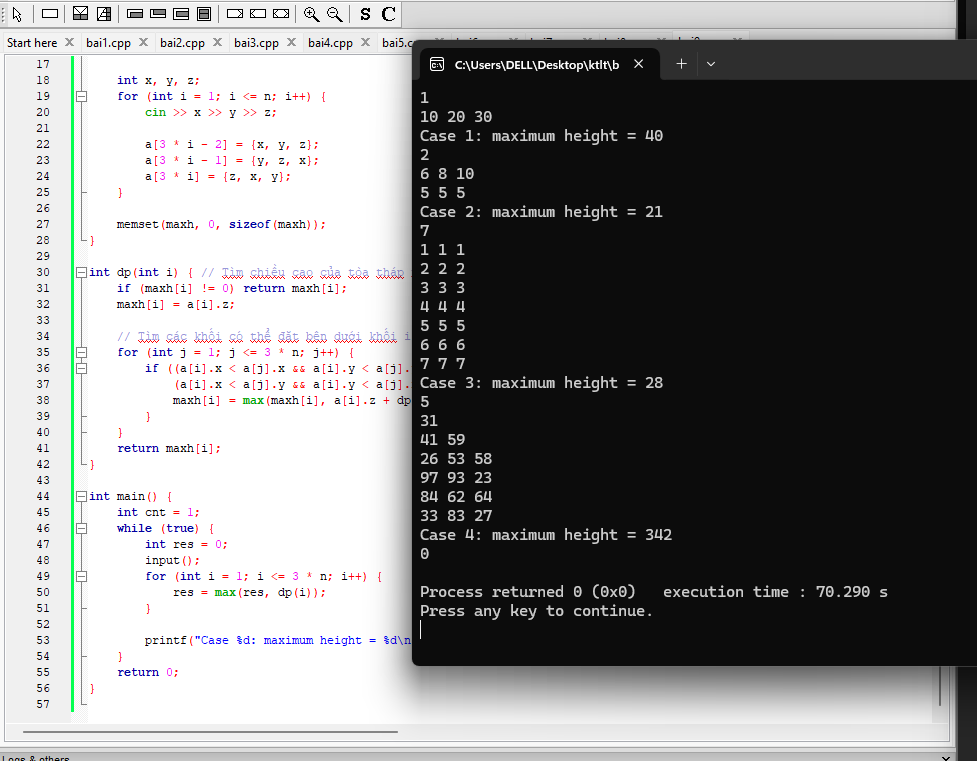 S C
Start here X bai1.cpp X bai2.cpp X bai3.cpp X bai4.cpp X
17
18 int x, y, z;
19 for (int i = 1; i <= n; i++) {
20 cin >> x >> y >> z;
21
22 a[3 * i - 2] = {x, y, z};
23 a[3 * i - 1] = {y, z, x};
24 a[3 * i] = {z, x, y};
25 }
26
27 memset(maxh, 0, sizeof(maxh));
28 }
29
30 int dp(int i) { // Tìm chiều cao của tòa tháp
31 if (maxh[i] != 0) return maxh[i];
32 maxh[i] = a[i].z;
33
34 // Tìm các khối có thể đặt bên dưới khối i
35 for (int j = 1; j <= 3 * n; j++) {
36 if ((a[i].x < a[j].x && a[i].y < a[j].
37 (a[i].x < a[j].y && a[i].y < a[j].
38 maxh[i] = max(maxh[i], a[i].z + dp
39 }
40 }
41 return maxh[i];
42 }
43
44 int main() {
45 int cnt = 1;
46 while (true) {
47 int res = 0;
48 input();
49 for (int i = 1; i <= 3 * n; i++) {
50 res = max(res, dp(i));
51 }
52
53 printf("Case %d: maximum height = %d\n
54 }
55 return 0;
56 }
57
Logs & others
C:\Users\DELL\Desktop\ktlt\b
1
10 20 30
Case 1: maximum height = 40
2
6 8 10
5 5 5
Case 2: maximum height = 21
7
1 1 1
2 2 2
3 3 3
4 4 4
5 5 5
6 6 6
7 7 7
Case 3: maximum height = 28
5
31
41 59
26 53 58
97 93 23
84 62 64
33 83 27
Case 4: maximum height = 342
0
Process returned 0 (0x0) execution time : 70.290 s
Press any key to continue.